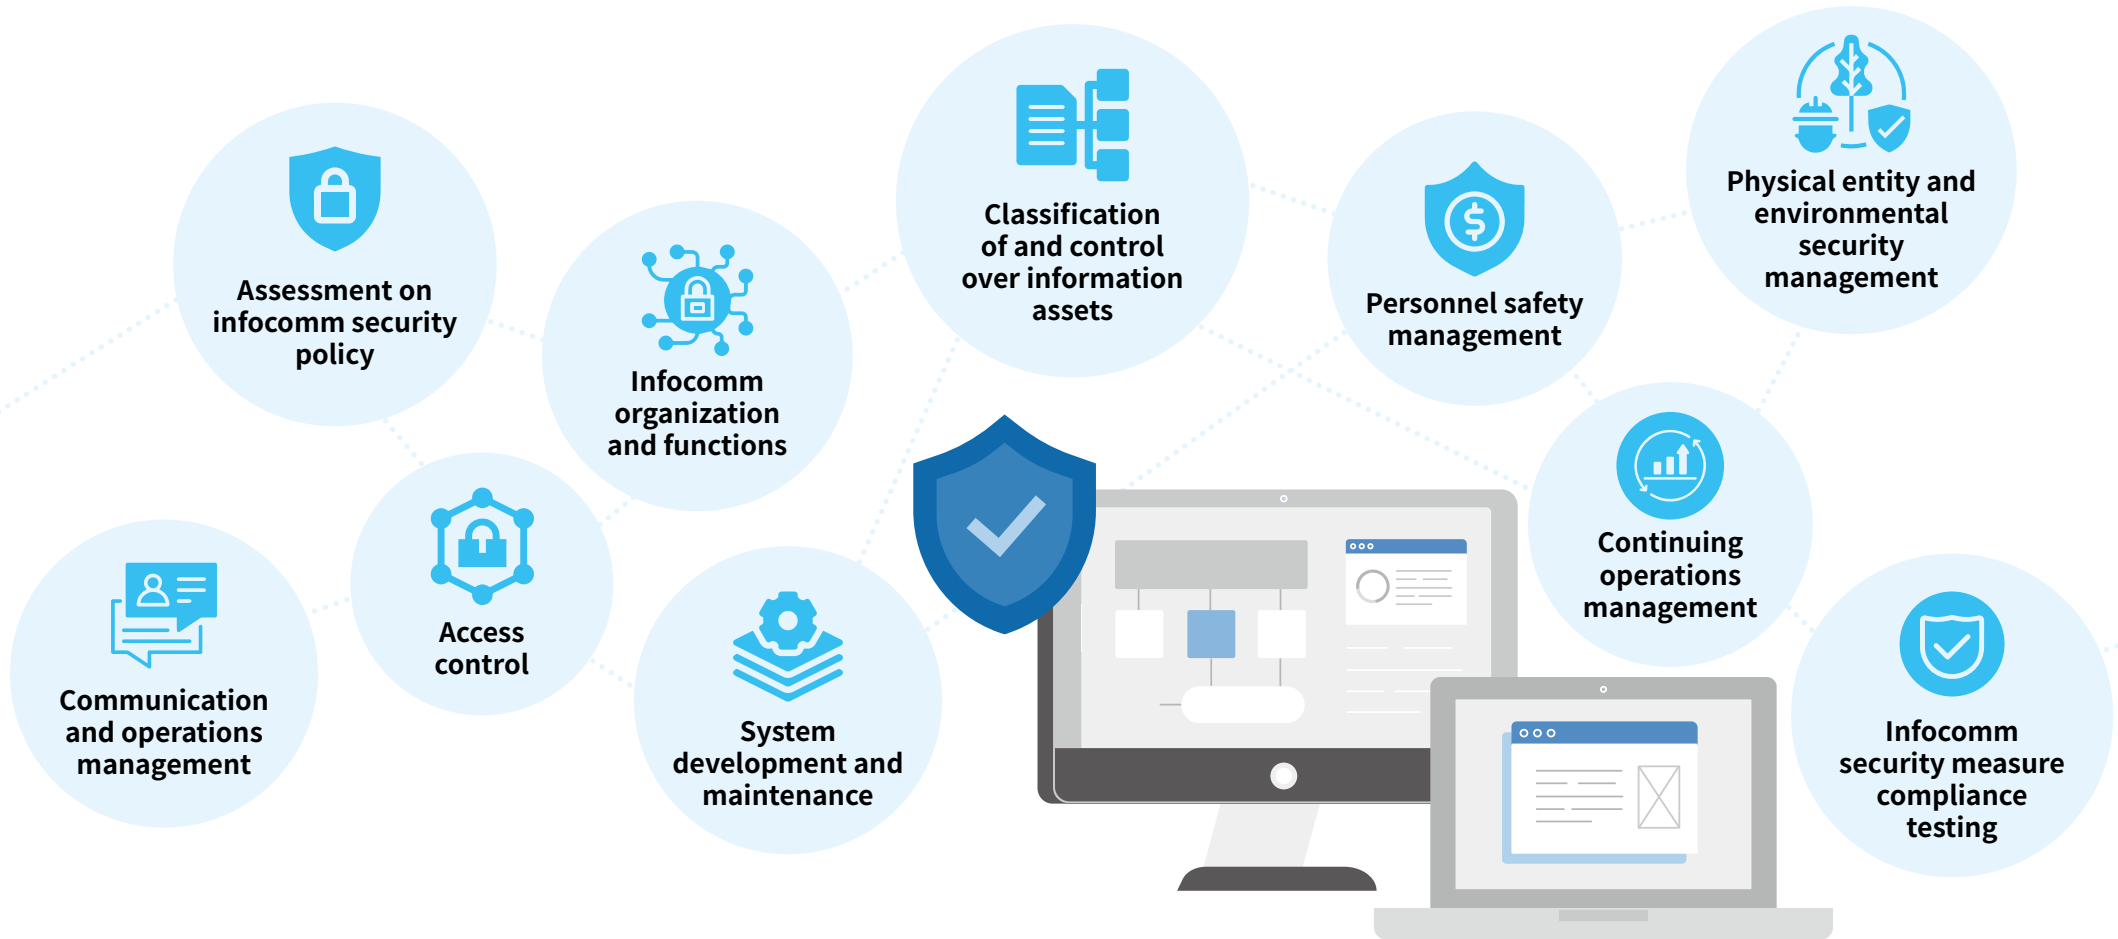 Assessment on
infocomm security
policy
Infocomm
organization
and functions
Classification
of and control
over information
assets
Personnel safety
management
Physical entity and
environmental
security
management
Communication
and operations
management
Access
control
System
development and
maintenance
Continuing
operations
management
Infocomm
security measure
compliance
testing